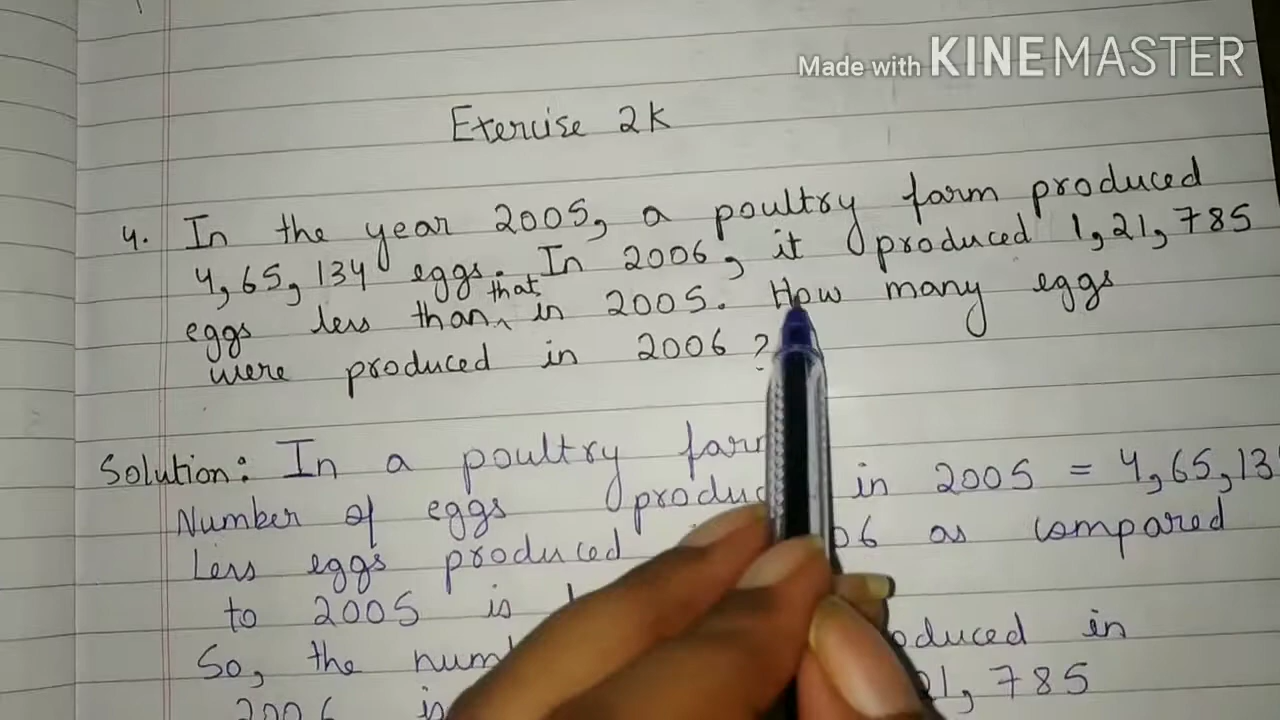 Made with KINEMASTER
Exercise 2K
4. In the year 2005, a poultry farm produced
4,65,134 eggs. In 2006, it produced 1,21,785
eggs less than that in 2005. How many eggs
were produced in 2006?
Solution: In a poultry farm
Number of eggs in 2005 = 4,65,13
Less eggs produced as compared
to 2005 is
So, the in
2006 is 785